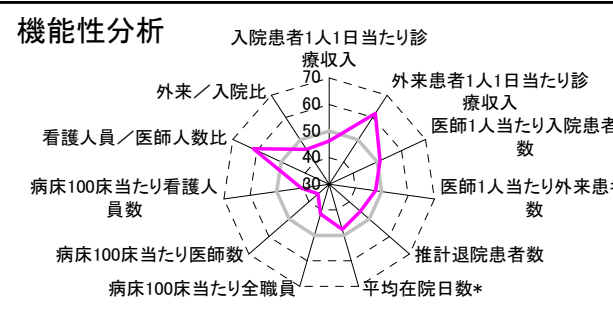 機能性分析
入院患者1人1日当たり診
療収入
外来患者1人1日当たり診
療収入
医師1人当たり入院患者
数
医師1人当たり外来患者
数
推計退院患者数
平均在院日数*
病床100床当たり全職員
病床100床当たり医師数
病床100床当たり看護人
員数
看護人員／医師人数比
外来／入院比
70
60
50
40
30